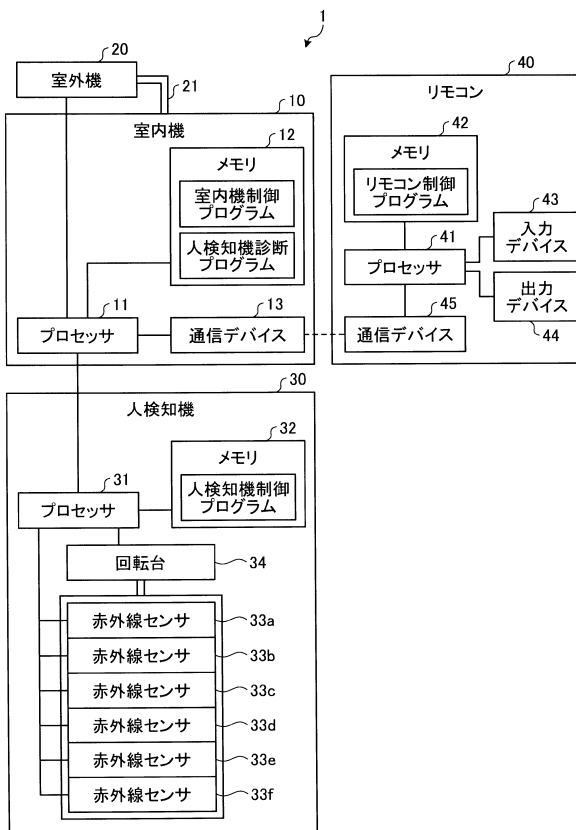 1
20
室外機
21
10
室内機
12
メモリ
室内機制御
プログラム
人検知機診断
プログラム
11
プロセッサ
13
通信デバイス
40
リモコン
42
メモリ
リモコン制御
プログラム
41
プロセッサ
43
入力
デバイス
出力
デバイス
44
45
通信デバイス
30
人検知機
32
メモリ
人検知機制御
プログラム
31
プロセッサ
回転台
34
赤外線センサ 33a
赤外線センサ 33b
赤外線センサ 33c
赤外線センサ 33d
赤外線センサ 33e
赤外線センサ 33f